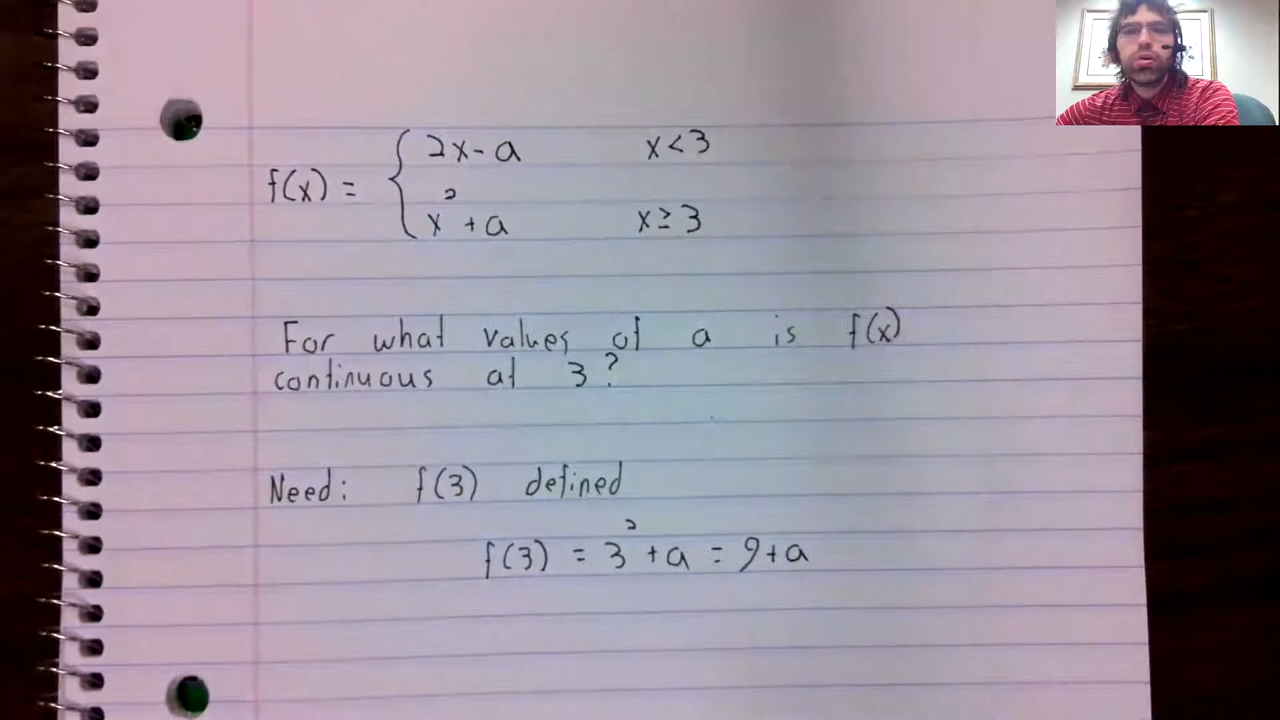 f(x) = { 2x - a x < 3
x² + a x ≥ 3
For what values of a is f(x)
continuous at 3?
Need: f(3) defined
f(3) = 3² + a = 9 + a